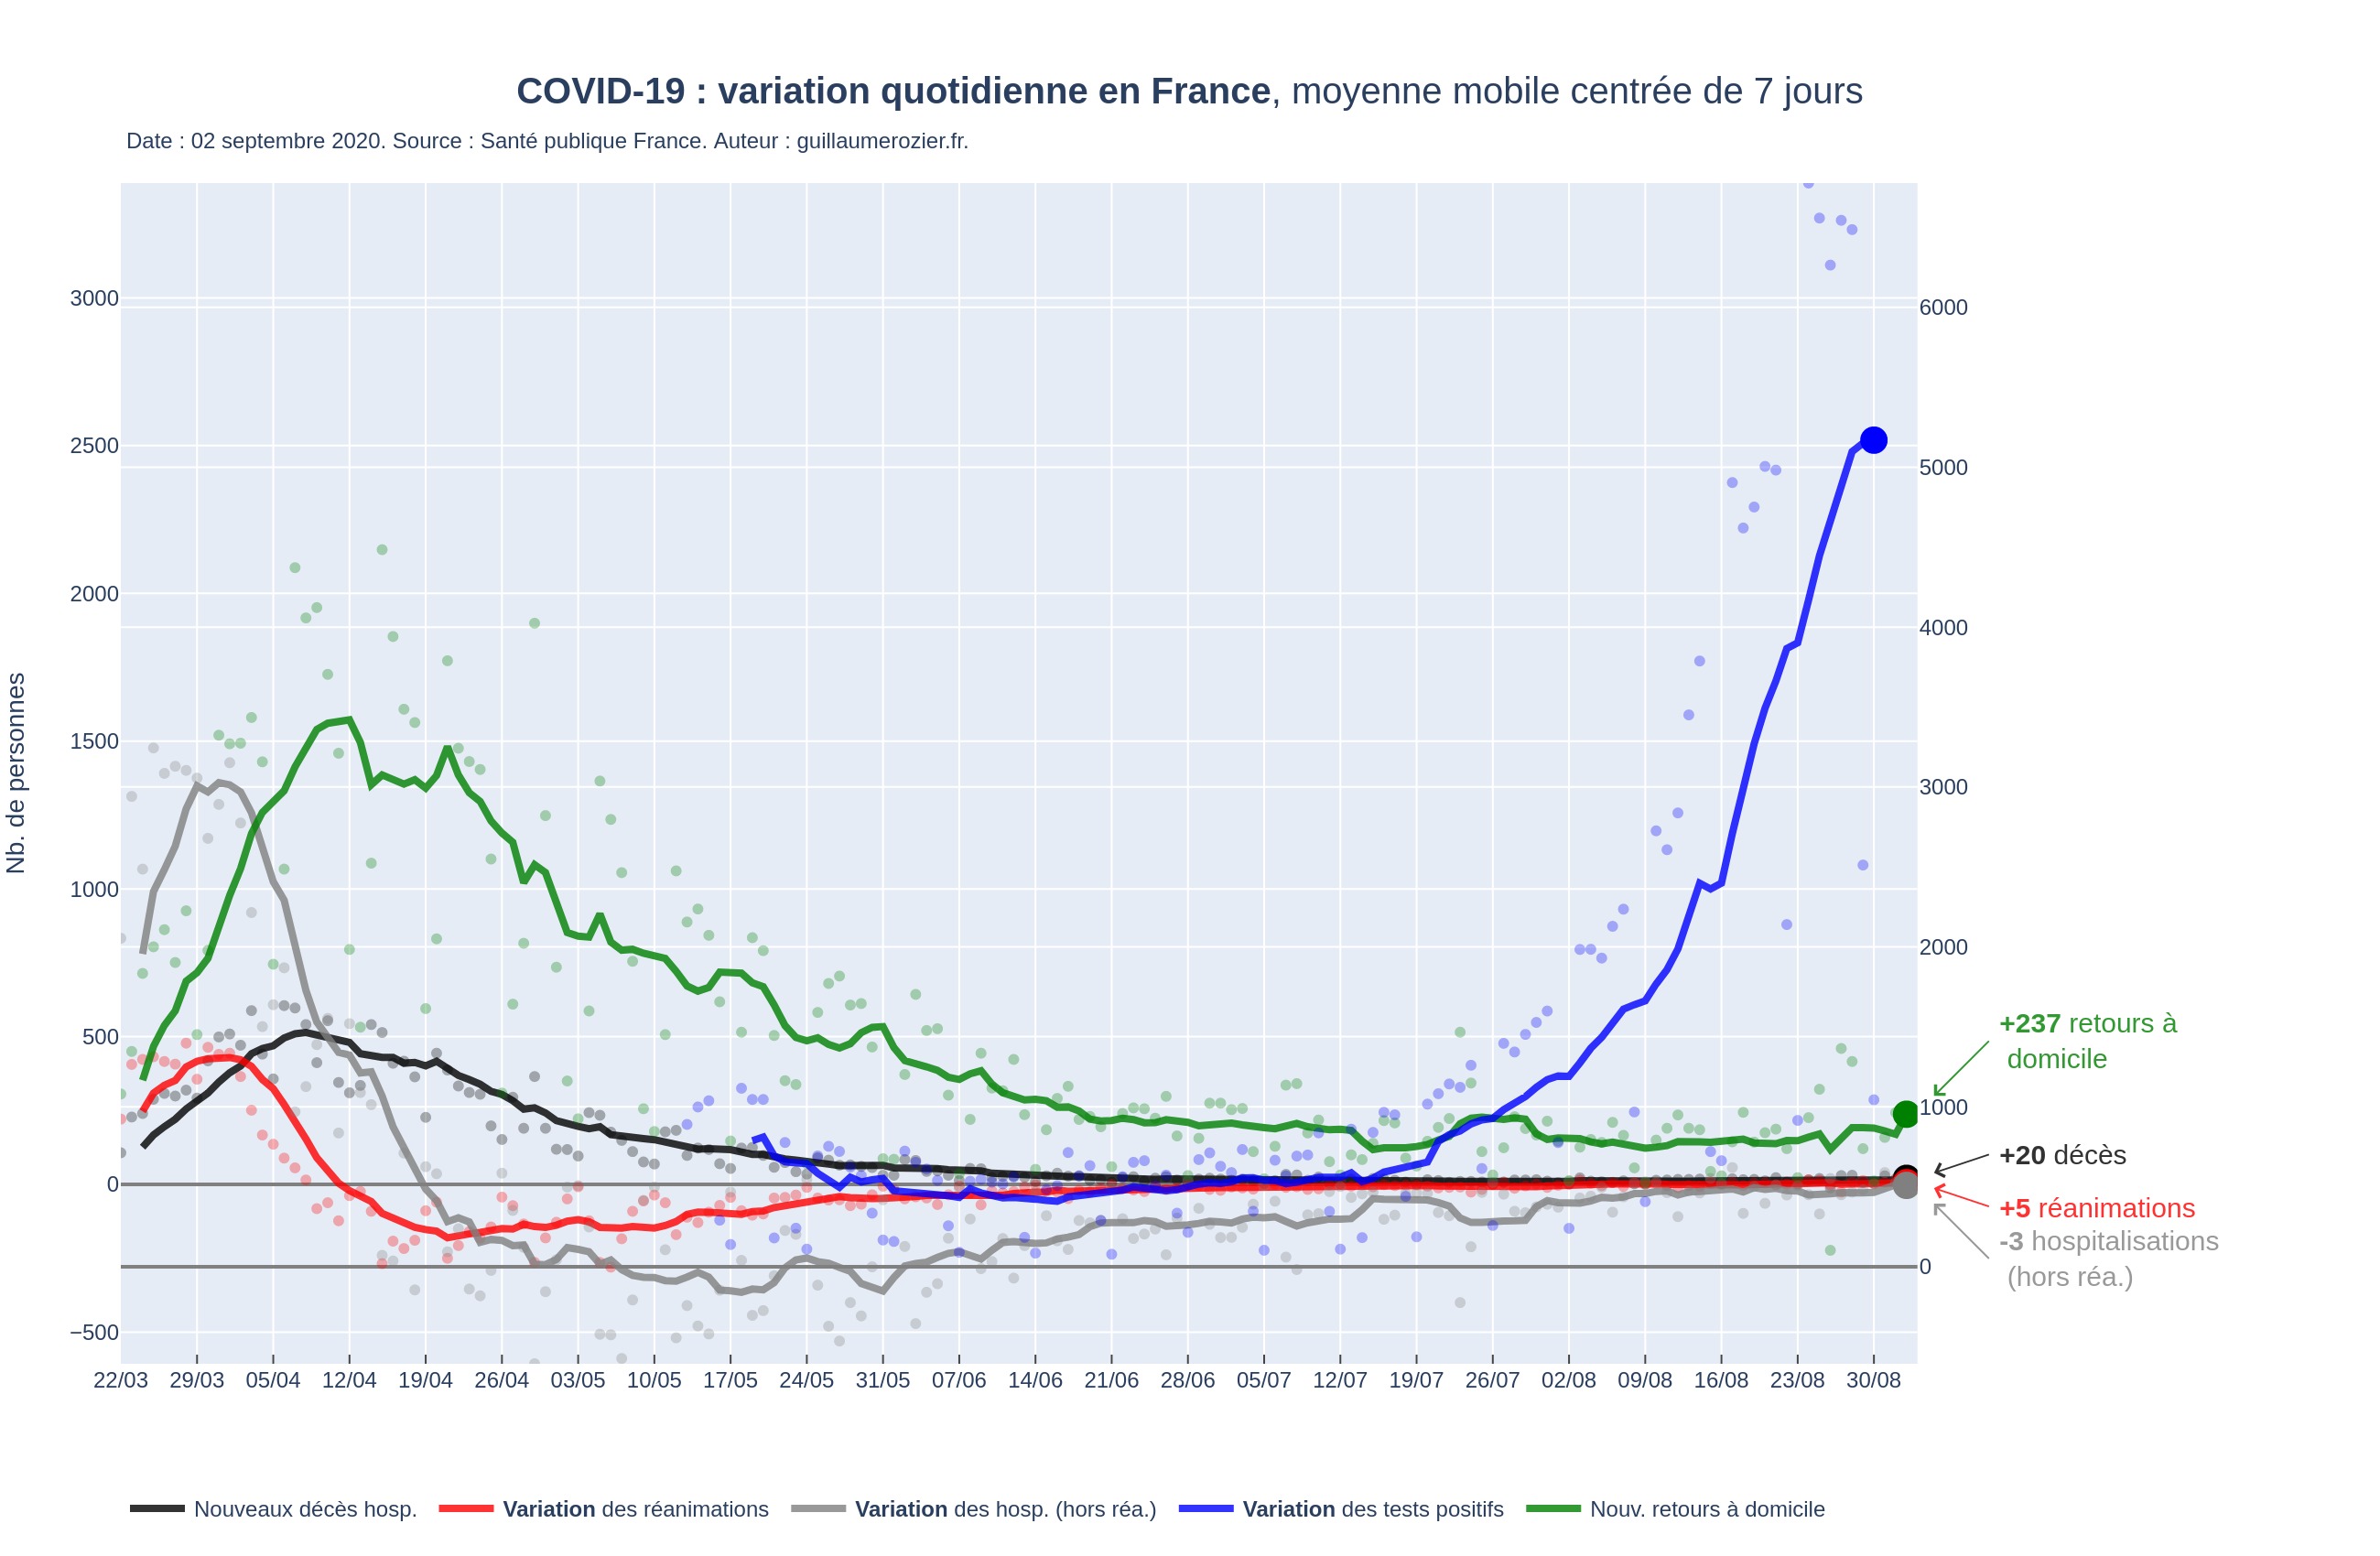 COVID-19 : variation quotidienne en France, moyenne mobile centrée de 7 jours
Date : 02 septembre 2020. Source : Santé publique France. Auteur : guillaumerozier.fr.
Nb. de personnes
3000
2500
2000
1500
1000
500
0
−500
6000
5000
4000
3000
2000
1000
0
+237 retours à
domicile
+20 décès
+5 réanimations
-3 hospitalisations
(hors réa.)
22/03 29/03 05/04 12/04 19/04 26/04 03/05 10/05 17/05 24/05 31/05 07/06 14/06 21/06 28/06 05/07 12/07 19/07 26/07 02/08 09/08 16/08 23/08 30/08
Nouveaux décès hosp. Variation des réanimations Variation des hosp. (hors réa.) Variation des tests positifs Nouv. retours à domicile